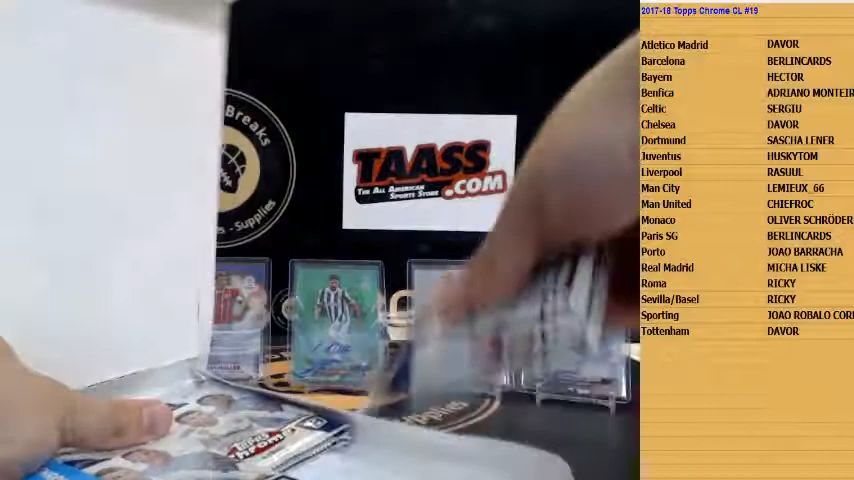 2017-18 Topps Chrome CL #19
Atletico Madrid DAVOR
Barcelona BERLINCARDS
Bayern HECTOR
Benfica ADRIANO MONTEIR
Celtic SERGIU
Chelsea DAVOR
Dortmund SASCHA LENER
Juventus HUSKYTOM
Liverpool RASUUL
Man City LEMIEUX_66
Man United CHIEFROC
Monaco OLIVER SCHRÖDER
Paris SG BERLINCARDS
Porto JOAO BARRACHA
Real Madrid MICHA LISKE
Roma RICKY
Sevilla/Basel RICKY
Sporting JOAO ROBALO COR
Tottenham DAVOR
Breaks
Supplies
TAASS
THE ALL AMERICAN
SPORTS STORE .COM
Topps
Chrome